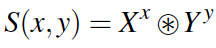 S(x, y) = X^x ⊛ Y^y